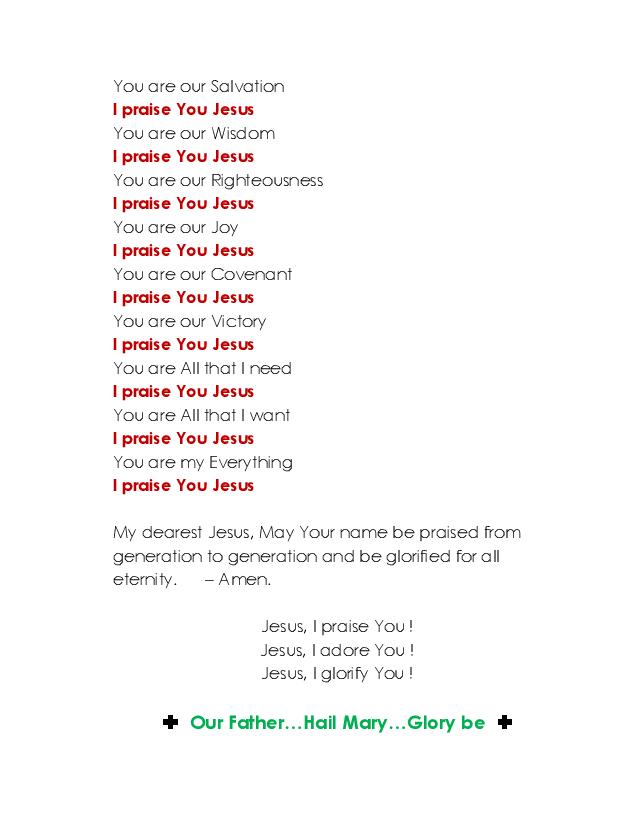 You are our Salvation
I praise You Jesus
You are our Wisdom
I praise You Jesus
You are our Righteousness
I praise You Jesus
You are our Joy
I praise You Jesus
You are our Covenant
I praise You Jesus
You are our Victory
I praise You Jesus
You are All that I need
I praise You Jesus
You are All that I want
I praise You Jesus
You are my Everything
I praise You Jesus
My dearest Jesus, May Your name be praised from
generation to generation and be glorified for all
eternity. – Amen.
Jesus, I praise You !
Jesus, I adore You !
Jesus, I glorify You !
✚ Our Father…Hail Mary…Glory be ✚